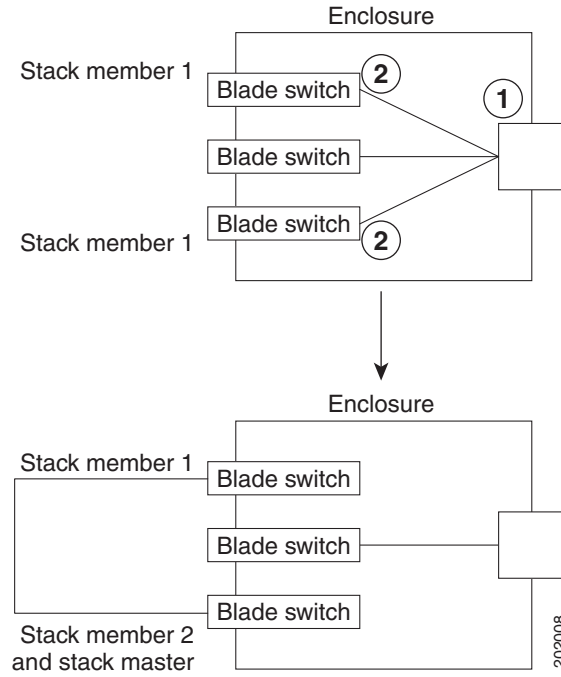 Enclosure
Stack member 1
2
1
Blade switch
Blade switch
Blade switch
Stack member 1
2
Enclosure
Stack member 1
Blade switch
Blade switch
Blade switch
Stack member 2
and stack master
202008